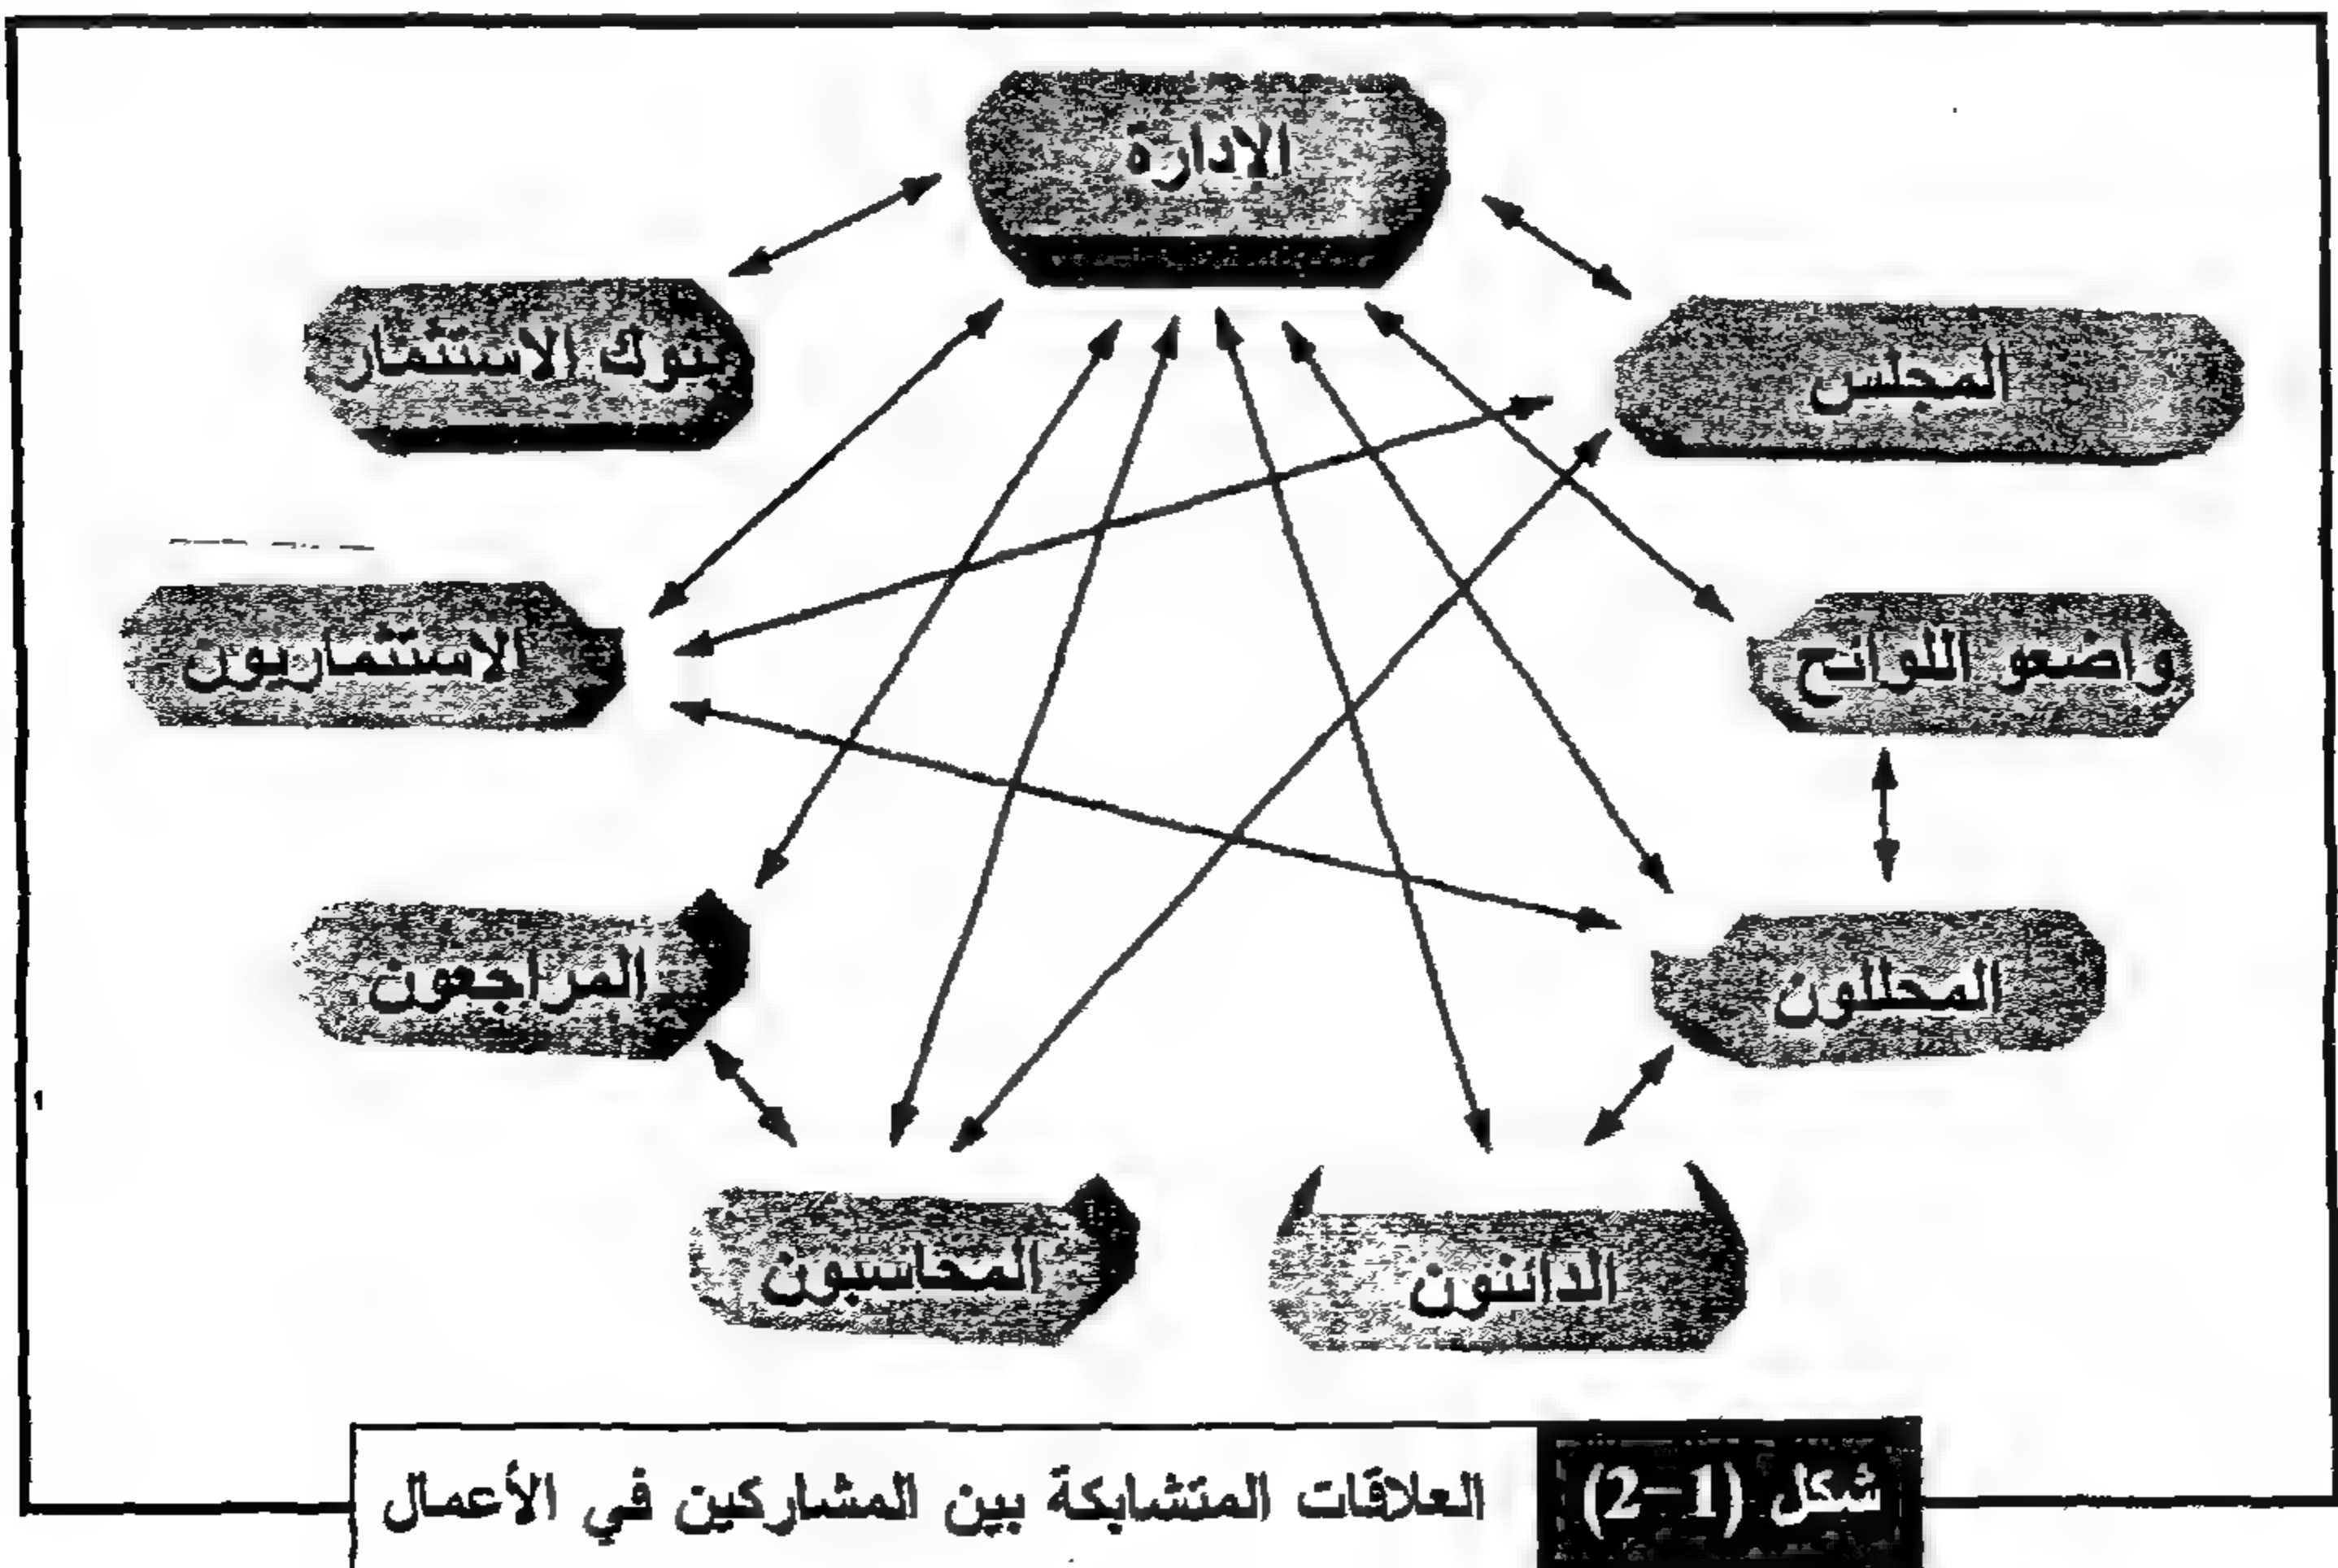 الإدارة
بنوك الاستثمار
المجلس
الاستثماريون
واضعو اللوائح
المراجعون
المحللون
المحاسبون
الدائنون
شكل (1-2) العلاقات المتشابكة بين المشاركين في الأعمال